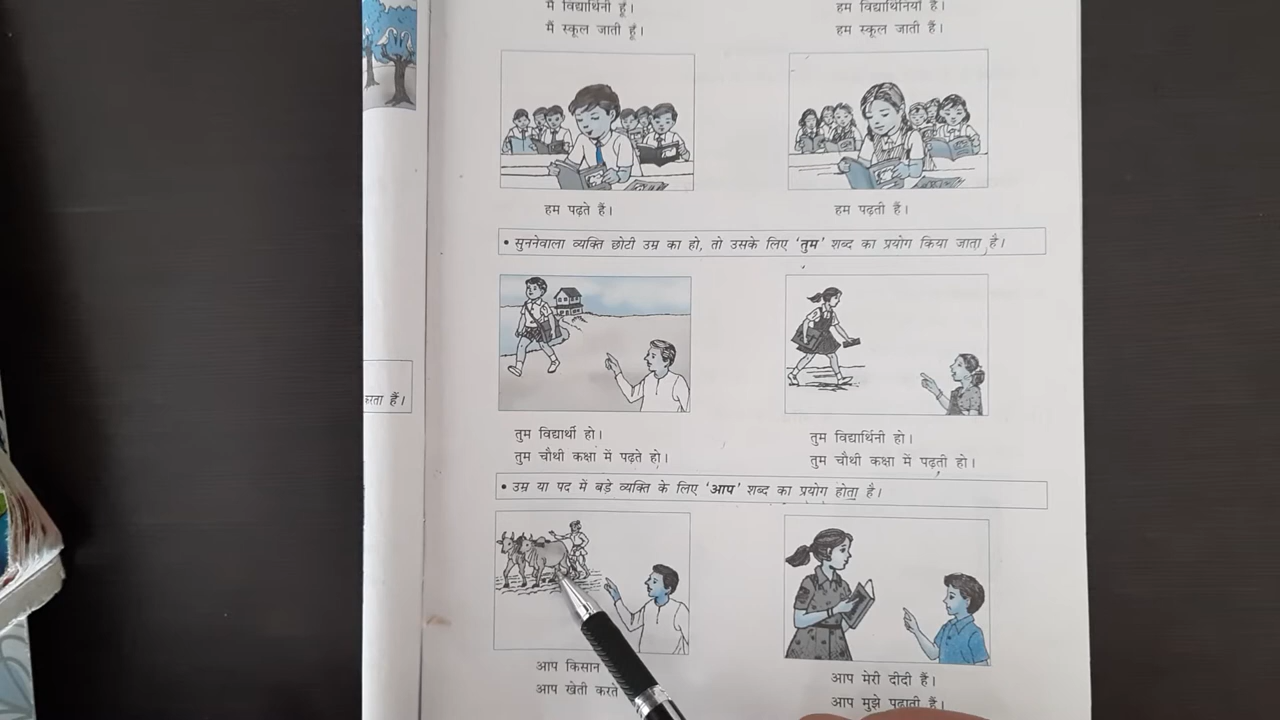 मैं विद्यार्थिनी हूँ।
मैं स्कूल जाती हूँ।
हम विद्यार्थिनियाँ हैं।
हम स्कूल जाती हैं।
हम पढ़ते हैं।
हम पढ़ती हैं।
• सुननेवाला व्यक्ति छोटी उम्र का हो, तो उसके लिए ‘तुम’ शब्द का प्रयोग किया जाता है।
करता हैं।
तुम विद्यार्थी हो।
तुम चौथी कक्षा में पढ़ते हो।
तुम विद्यार्थिनी हो।
तुम चौथी कक्षा में पढ़ती हो।
• उम्र या पद में बड़े व्यक्ति के लिए ‘आप’ शब्द का प्रयोग होता है।
आप किसान
आप खेती करते
आप मेरी दीदी हैं।
आप मुझे पढ़ाती हैं।